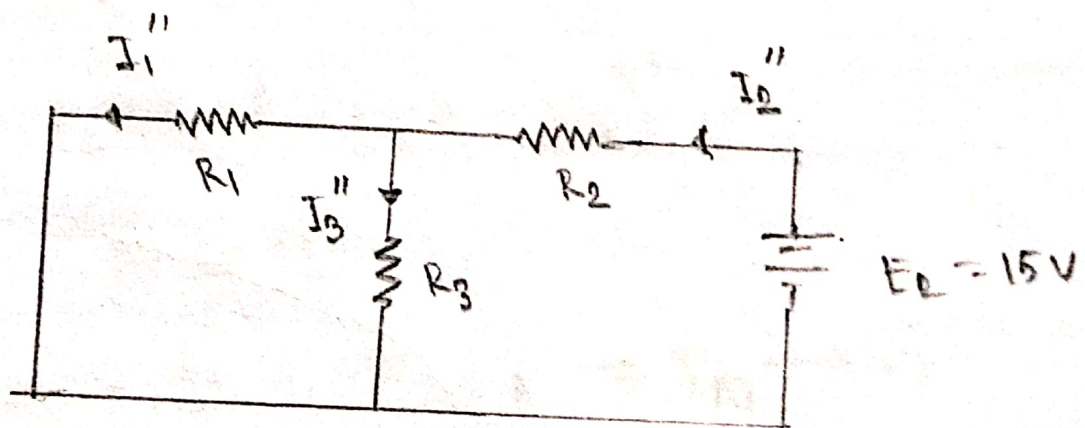 I₁''
I₂''
R₁
I₃''
R₂
R₃
E₂ = 15V